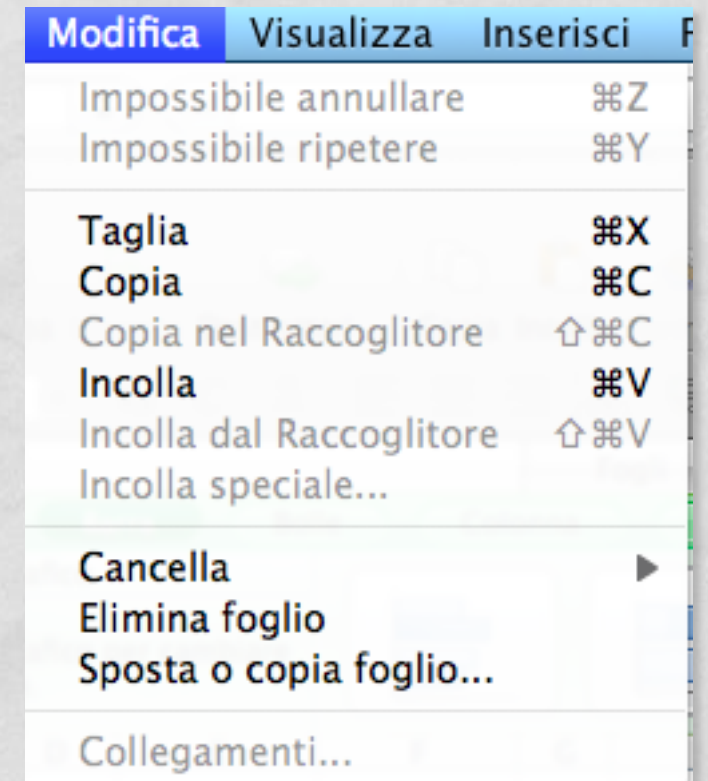 Modifica Visualizza Inserisci
Impossibile annullare ⌘Z
Impossibile ripetere ⌘Y
Taglia ⌘X
Copia ⌘C
Copia nel Raccoglitore ⇧⌘C
Incolla ⌘V
Incolla dal Raccoglitore ⇧⌘V
Incolla speciale...
Cancella ▶
Elimina foglio
Sposta o copia foglio...
Collegamenti...